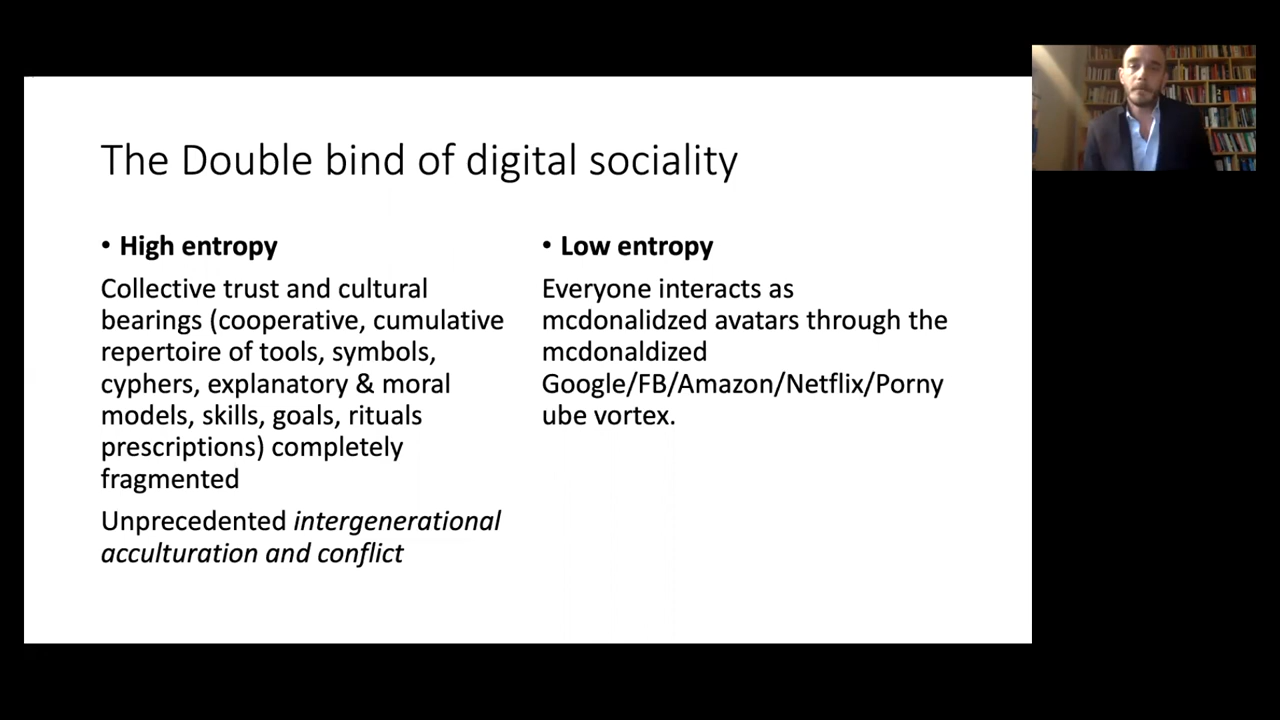 The Double bind of digital sociality
• High entropy
Collective trust and cultural
bearings (cooperative, cumulative
repertoire of tools, symbols,
cyphers, explanatory & moral
models, skills, goals, rituals
prescriptions) completely
fragmented
Unprecedented intergenerational
acculturation and conflict
• Low entropy
Everyone interacts as
mcdonalidzed avatars through the
mcdonaldized
Google/FB/Amazon/Netflix/Porny
ube vortex.